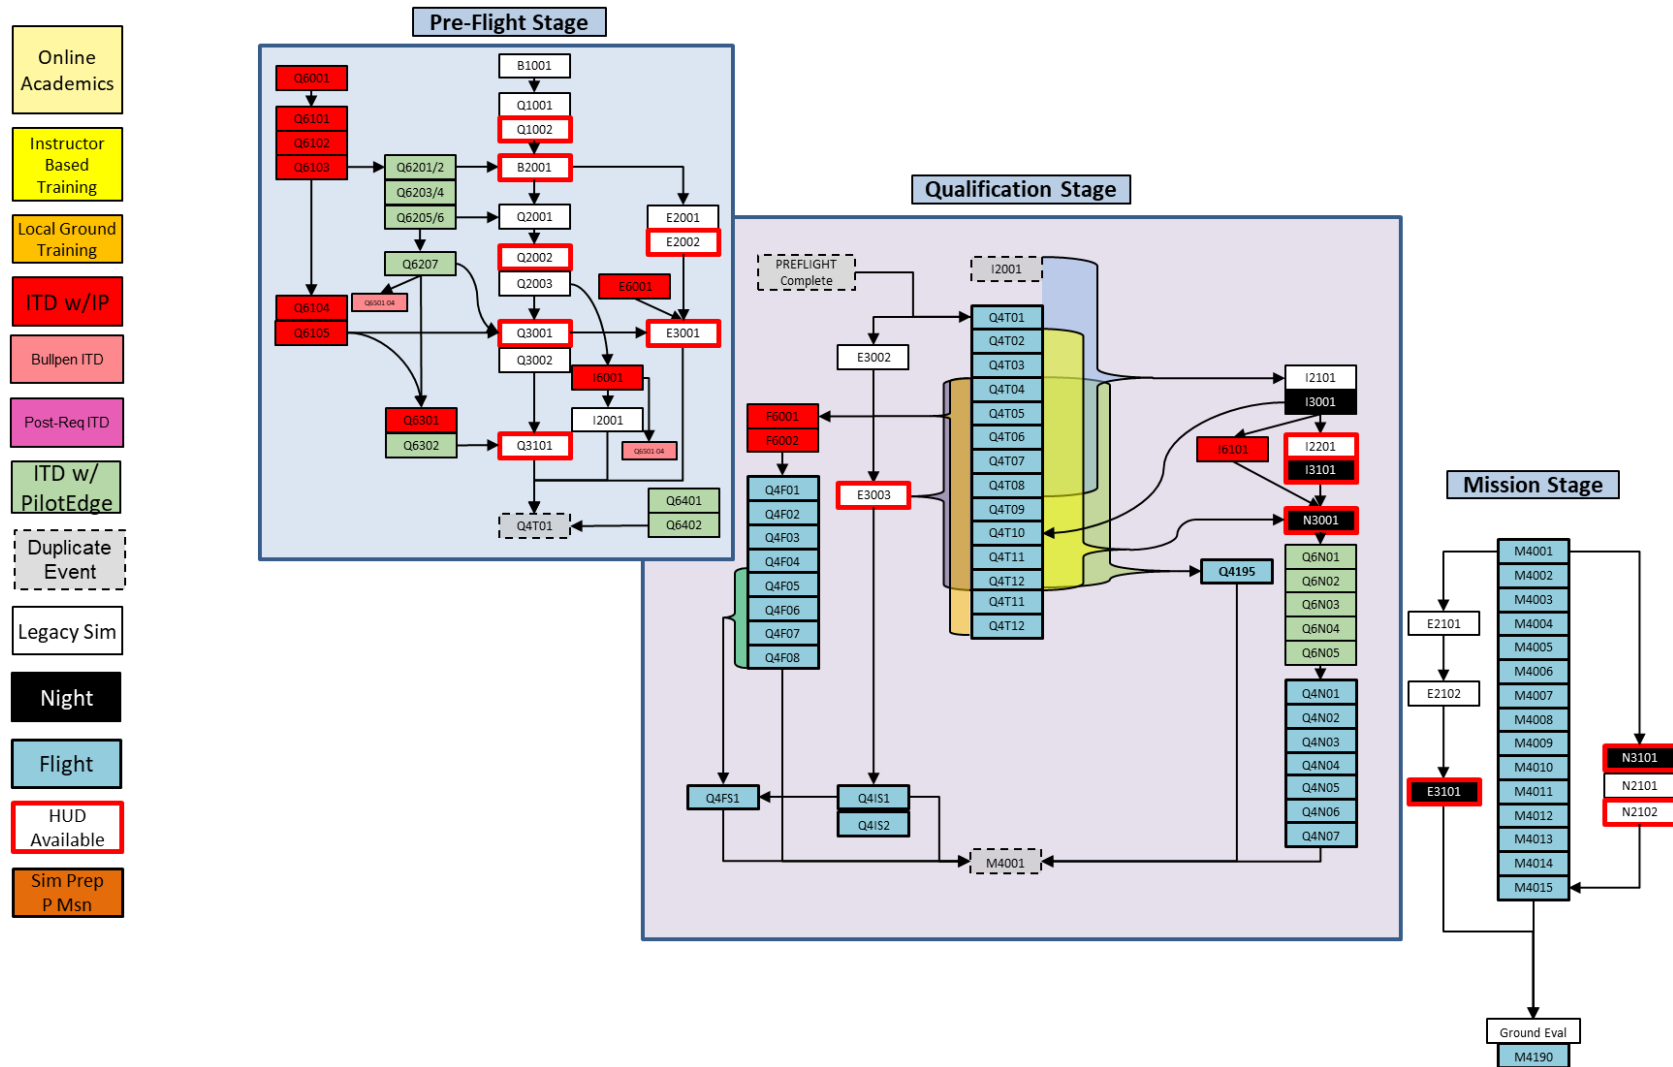 Online
Academics
Instructor
Based
Training
Local Ground
Training
ITD w/IP
Bullpen ITD
Post-Req ITD
ITD w/
PilotEdge
Duplicate
Event
Legacy Sim
Night
Flight
HUD
Available
Sim Prep
P Msn
Pre-Flight Stage
Q6001
Q6101
Q6102
Q6103
Q6104
Q6105
Q6201/2
Q6203/4
Q6205/6
Q6207
Q6501 04
Q6301
Q6302
B1001
Q1001
Q1002
B2001
Q2001
Q2002
Q2003
Q3001
Q3002
Q3101
Q4T01
E6001
I6001
I2001
Q6501 04
E2001
E2002
E3001
Q6401
Q6402
Qualification Stage
PREFLIGHT
Complete
E3002
F6001
F6002
Q4F01
Q4F02
Q4F03
Q4F04
Q4F05
Q4F06
Q4F07
Q4F08
Q4FS1
E3003
Q4IS1
Q4IS2
I2001
Q4T01
Q4T02
Q4T03
Q4T04
Q4T05
Q4T06
Q4T07
Q4T08
Q4T09
Q4T10
Q4T11
Q4T12
Q4T11
Q4T12
M4001
Q4195
I2101
I3001
I6101
I2201
I3101
N3001
Q6N01
Q6N02
Q6N03
Q6N04
Q6N05
Q4N01
Q4N02
Q4N03
Q4N04
Q4N05
Q4N06
Q4N07
Mission Stage
E2101
E2102
E3101
M4001
M4002
M4003
M4004
M4005
M4006
M4007
M4008
M4009
M4010
M4011
M4012
M4013
M4014
M4015
N3101
N2101
N2102
Ground Eval
M4190